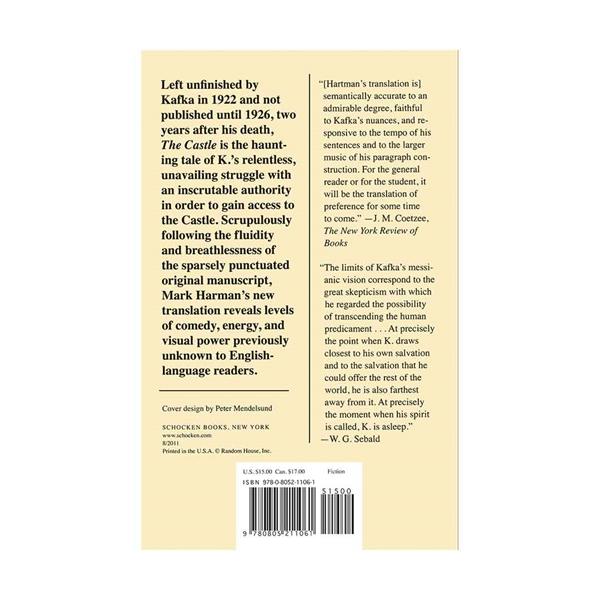 Left unfinished by
Kafka in 1922 and not
published until 1926, two
years after his death,
The Castle is the haunt-
ing tale of K.'s relentless,
unavailing struggle with
an inscrutable authority
in order to gain access to
the Castle. Scrupulously
following the fluidity
and breathlessness of
the sparsely punctuated
original manuscript,
Mark Harman's new
translation reveals levels
of comedy, energy, and
visual power previously
unknown to English-
language readers.
Cover design by Peter Mendelsund
SCHOCKEN BOOKS, NEW YORK
www.schocken.com
8/2011
Printed in the U.S.A. © Random House, Inc.
“[Hartman's translation is]
semantically accurate to an
admirable degree, faithful
to Kafka's nuances, and re-
sponsive to the tempo of his
sentences and to the larger
music of his paragraph con-
struction. For the general
reader or for the student, it
will be the translation of
preference for some time
to come.” —J. M. Coetzee,
The New York Review of
Books
“The limits of Kafka's messi-
anic vision correspond to the
great skepticism with which
he regarded the possibility
of transcending the human
predicament . . . At precisely
the point when K. draws
closest to his own salvation
and to the salvation that he
could offer the rest of the
world, he is also farthest
away from it. At precisely
the moment when his spirit
is called, K. is asleep.”
—W. G. Sebald
U.S. $15.00 Can. $17.00 Fiction
ISBN 978-0-8052-1106-1
51500
9 780805 211061